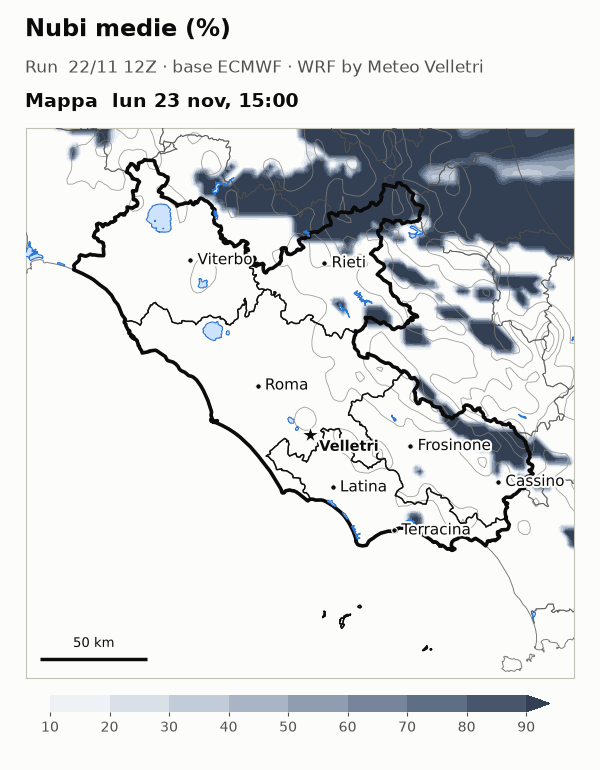 Nubi medie (%)
Run  22/11 12Z · base ECMWF · WRF by Meteo Velletri
Mappa  lun 23 nov, 15:00
Viterbo
Rieti
Roma
Velletri
Frosinone
Latina
Cassino
Terracina
50 km
10 20 30 40 50 60 70 80 90